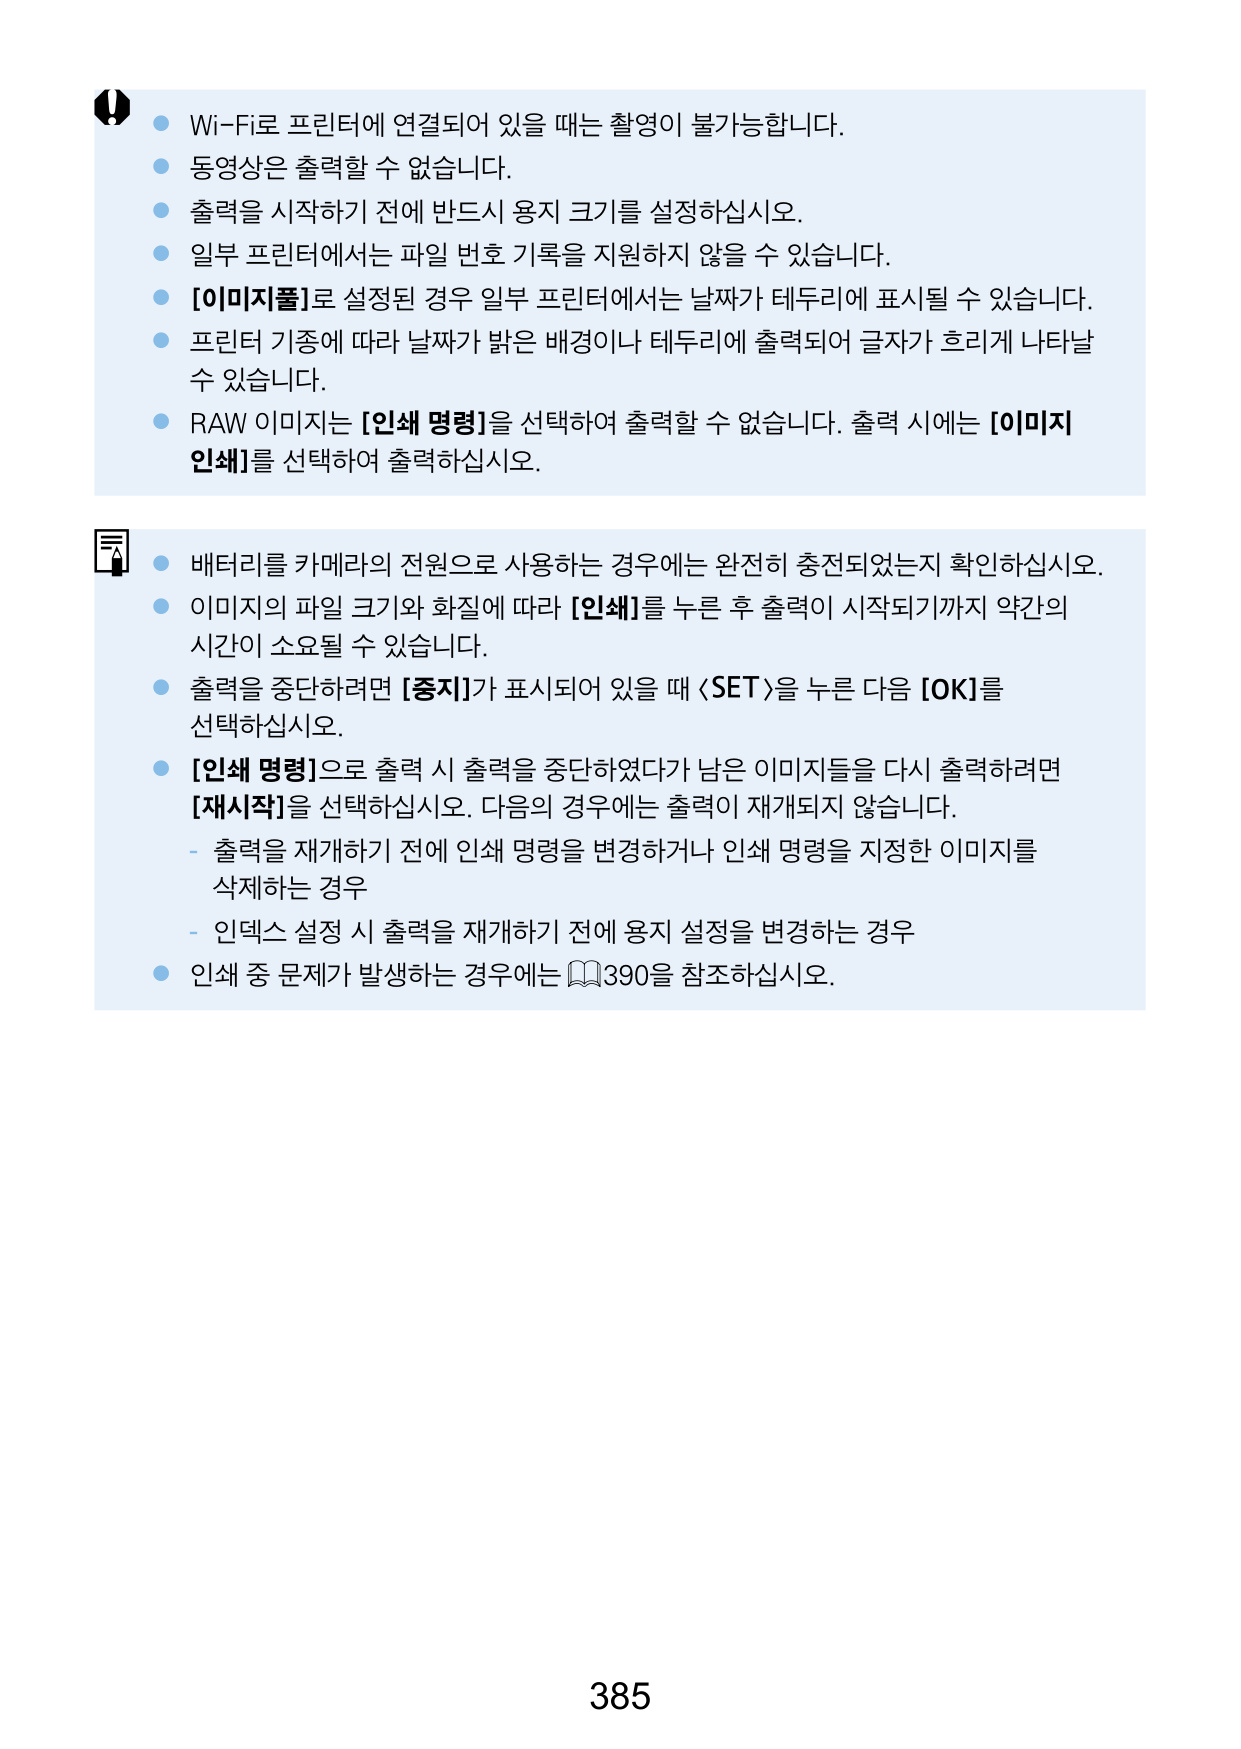 ● Wi-Fi로 프린터에 연결되어 있을 때는 촬영이 불가능합니다.
● 동영상은 출력할 수 없습니다.
● 출력을 시작하기 전에 반드시 용지 크기를 설정하십시오.
● 일부 프린터에서는 파일 번호 기록을 지원하지 않을 수 있습니다.
● [이미지풀]로 설정된 경우 일부 프린터에서는 날짜가 테두리에 표시될 수 있습니다.
● 프린터 기종에 따라 날짜가 밝은 배경이나 테두리에 출력되어 글자가 흐리게 나타날
수 있습니다.
● RAW 이미지는 [인쇄 명령]을 선택하여 출력할 수 없습니다. 출력 시에는 [이미지
인쇄]를 선택하여 출력하십시오.
● 배터리를 카메라의 전원으로 사용하는 경우에는 완전히 충전되었는지 확인하십시오.
● 이미지의 파일 크기와 화질에 따라 [인쇄]를 누른 후 출력이 시작되기까지 약간의
시간이 소요될 수 있습니다.
● 출력을 중단하려면 [중지]가 표시되어 있을 때 <SET>을 누른 다음 [OK]를
선택하십시오.
● [인쇄 명령]으로 출력 시 출력을 중단하였다가 남은 이미지들을 다시 출력하려면
[재시작]을 선택하십시오. 다음의 경우에는 출력이 재개되지 않습니다.
- 출력을 재개하기 전에 인쇄 명령을 변경하거나 인쇄 명령을 지정한 이미지를
삭제하는 경우
- 인덱스 설정 시 출력을 재개하기 전에 용지 설정을 변경하는 경우
● 인쇄 중 문제가 발생하는 경우에는 390을 참조하십시오.
385